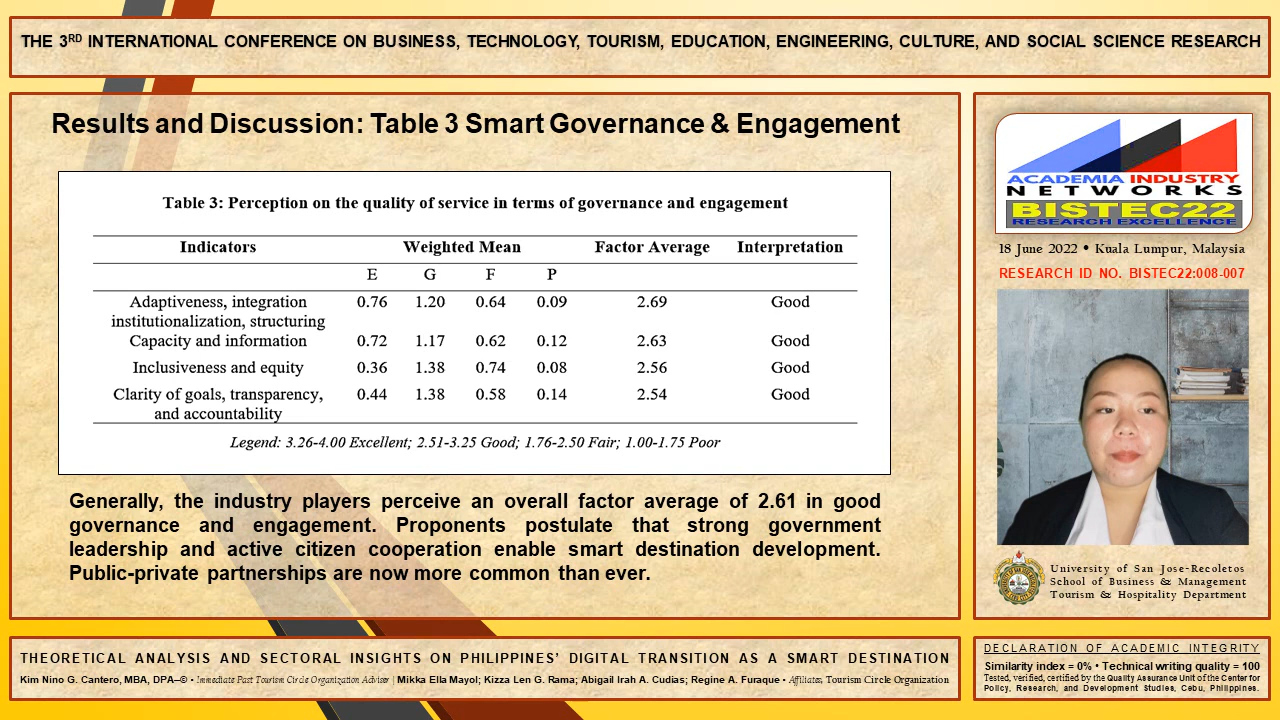 THE 3RD INTERNATIONAL CONFERENCE ON BUSINESS, TECHNOLOGY, TOURISM, EDUCATION, ENGINEERING, CULTURE, AND SOCIAL SCIENCE RESEARCH
Results and Discussion: Table 3 Smart Governance & Engagement
Table 3: Perception on the quality of service in terms of governance and engagement
Indicators Weighted Mean Factor Average Interpretation
E G F P
Adaptiveness, integration 0.76 1.20 0.64 0.09 2.69 Good
institutionalization, structuring
Capacity and information 0.72 1.17 0.62 0.12 2.63 Good
Inclusiveness and equity 0.36 1.38 0.74 0.08 2.56 Good
Clarity of goals, transparency, 0.44 1.38 0.58 0.14 2.54 Good
and accountability
Legend: 3.26-4.00 Excellent; 2.51-3.25 Good; 1.76-2.50 Fair; 1.00-1.75 Poor
Generally, the industry players perceive an overall factor average of 2.61 in good
governance and engagement. Proponents postulate that strong government
leadership and active citizen cooperation enable smart destination development.
Public-private partnerships are now more common than ever.
ACADEMIA INDUSTRY
NETWORKS
BISTEC22
RESEARCH EXCELLENCE
18 June 2022 • Kuala Lumpur, Malaysia
RESEARCH ID NO. BISTEC22:008-007
University of San Jose-Recoletos
School of Business & Management
Tourism & Hospitality Department
THEORETICAL ANALYSIS AND SECTORAL INSIGHTS ON PHILIPPINES' DIGITAL TRANSITION AS A SMART DESTINATION
Kim Nino G. Cantero, MBA, DPA–© • Immediate Past Tourism Circle Organization Advisor | Mikka Ella Mayol; Kizza Len G. Rama; Abigail Irah A. Cudias; Regine A. Furaque • Affiliates, Tourism Circle Organization
DECLARATION OF ACADEMIC INTEGRITY
Similarity index = 0% • Technical writing quality = 100
Tested, verified, certified by the Quality Assurance Unit of the Center for
Policy, Research, and Development Studies, Cebu, Philippines.